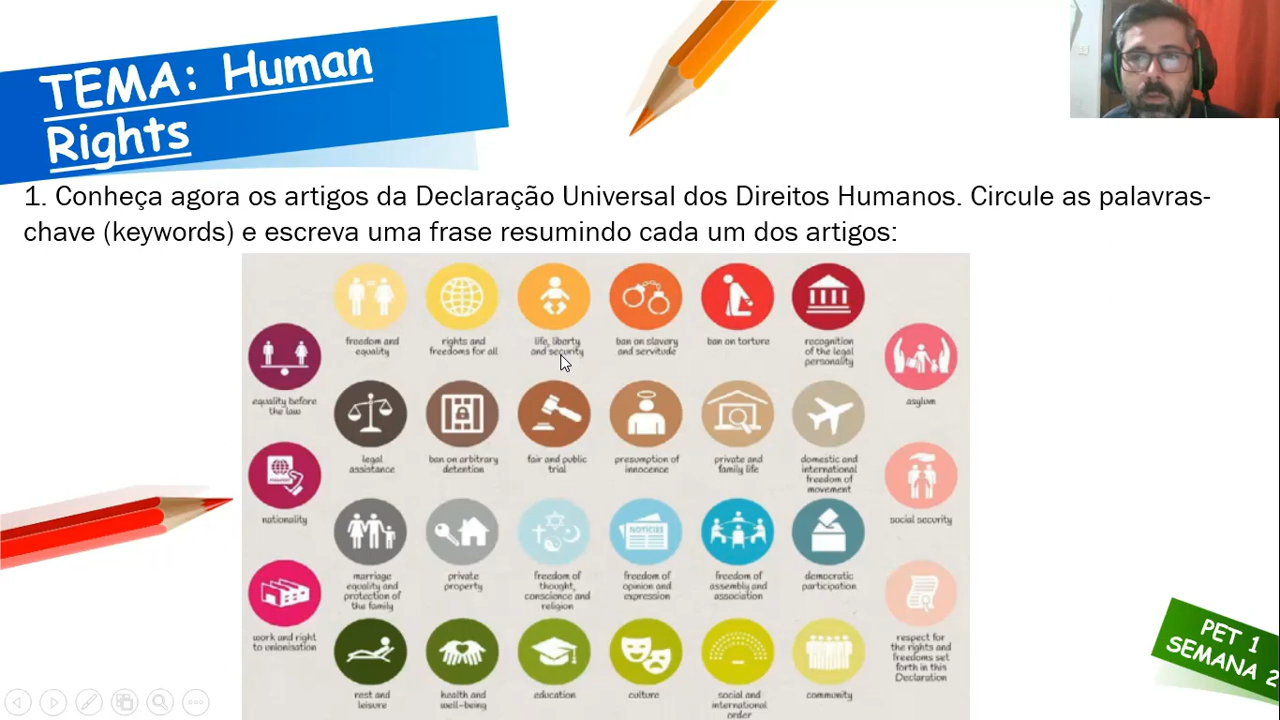 TEMA: Human
Rights
1. Conheça agora os artigos da Declaração Universal dos Direitos Humanos. Circule as palavras-
chave (keywords) e escreva uma frase resumindo cada um dos artigos:
freedom and
equality
rights and
freedoms for all
life, liberty
and security
ban on slavery
and servitude
ban on torture
recognition
of the legal
personality
equality before
the law
asylum
legal
assistance
ban on arbitrary
detention
fair and public
trial
presumption of
innocence
private and
family life
domestic and
international
freedom of
movement
nationality
PASSPORT
social security
NOTÍCIES
marriage
equality and
protection of
the family
private
property
freedom of
thought,
conscience and
religion
freedom of
opinion and
expression
freedom of
assembly and
association
democratic
participation
work and right
to unionisation
respect for
the rights and
freedoms set
forth in this
Declaration
rest and
leisure
health and
well-being
education
culture
social and
international
order
community
PET 1
SEMANA 2